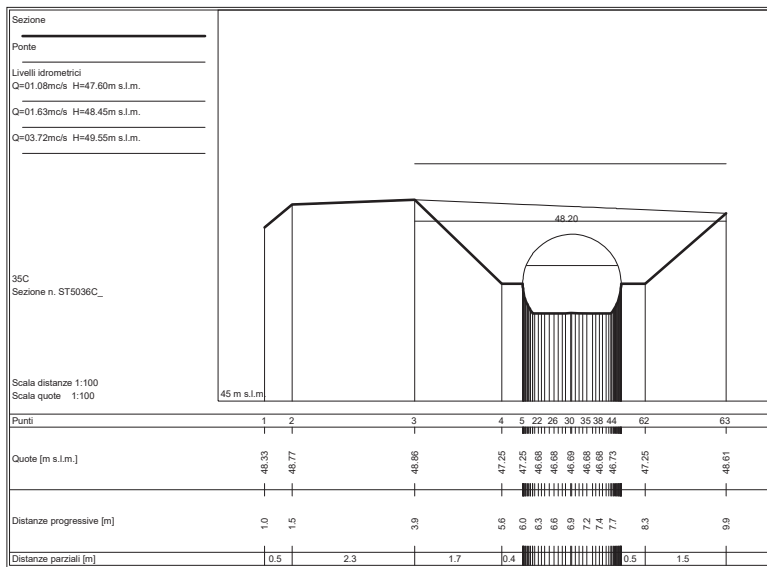 Sezione
Ponte
Livelli idrometrici
Q=01.08mc/s H=47.60m s.l.m.
Q=01.63mc/s H=48.45m s.l.m.
Q=03.72mc/s H=49.55m s.l.m.
48.20
35C
Sezione n. ST5036C_
Scala distanze 1:100
Scala quote 1:100
45 m s.l.m.
Punti 1 2 3 4 5 22 26 30 35 38 44 62 63
Quote [m s.l.m.] 48.33 48.77 48.86 47.25 47.25 46.68 46.68 46.69 46.68 46.68 46.73 47.25 48.61
Distanze progressive [m] 1.0 1.5 3.9 5.6 6.0 6.3 6.6 6.9 7.2 7.4 7.7 8.3 9.9
Distanze parziali [m] 0.5 2.3 1.7 0.4 0.5 1.5